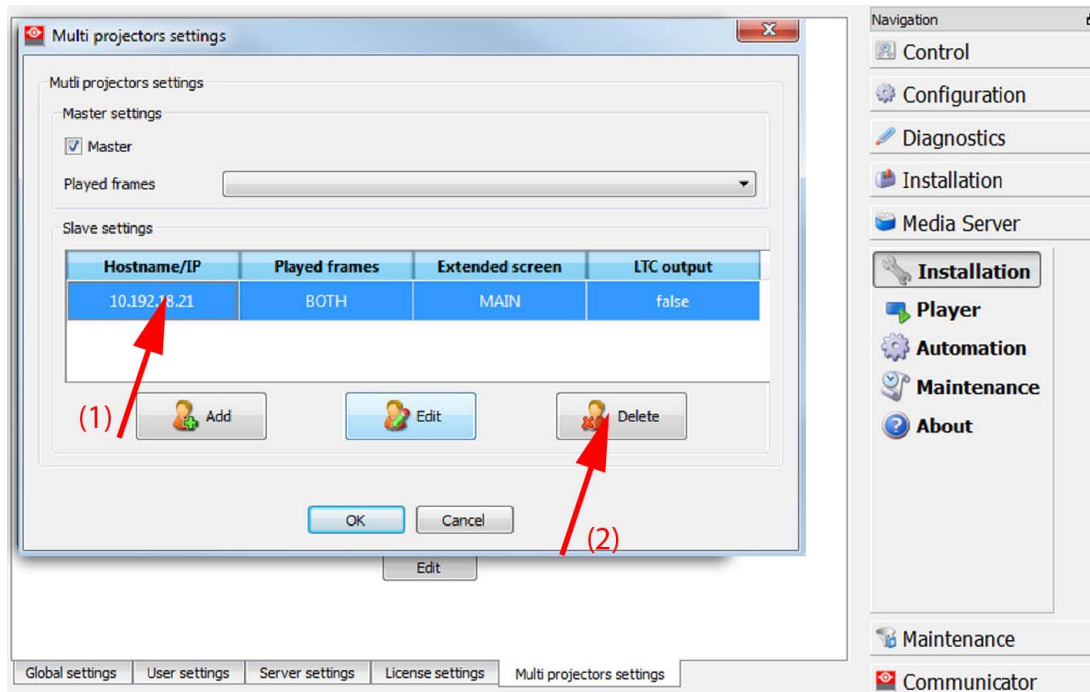 Multi projectors settings
Mutli projectors settings
Master settings
Master
Played frames
Slave settings
Hostname/IP Played frames Extended screen LTC output
10.192.18.21 BOTH MAIN false
Add Edit Delete
(1)
(2)
OK Cancel
Edit
Global settings User settings Server settings License settings Multi projectors settings
Navigation
Control
Configuration
Diagnostics
Installation
Media Server
Installation
Player
Automation
Maintenance
About
Maintenance
Communicator